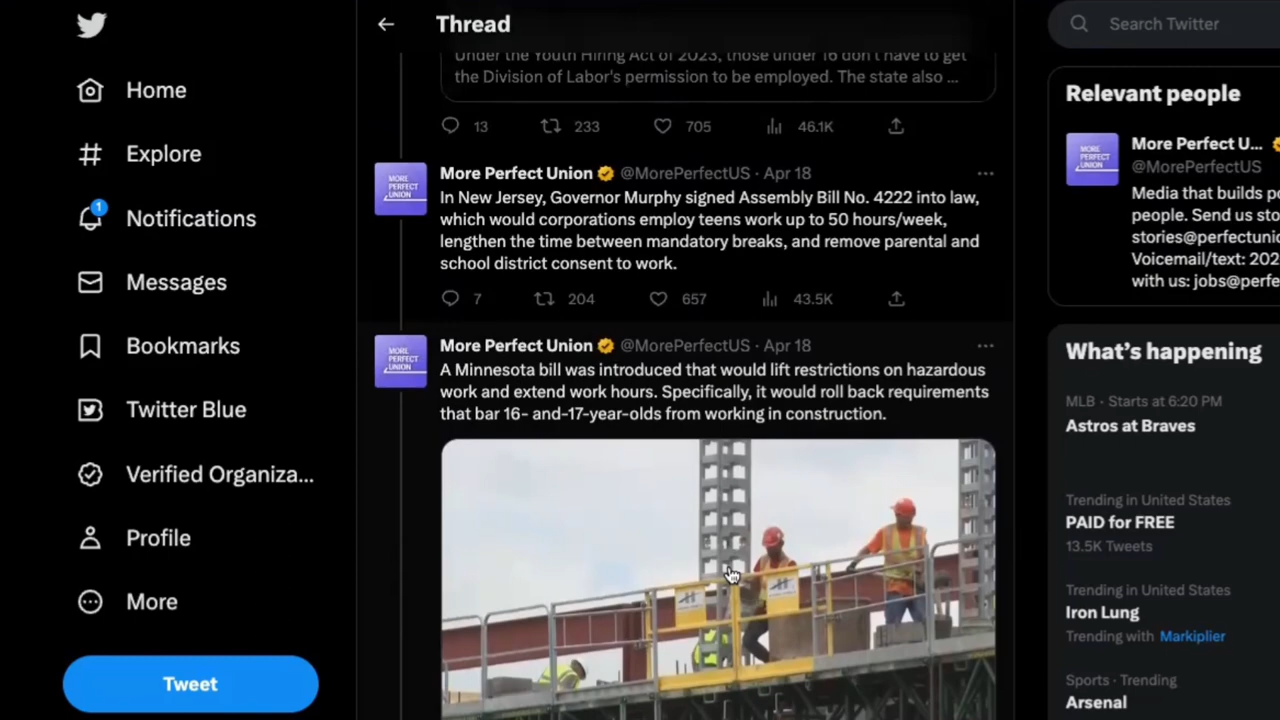 Home
Explore
1
Notifications
Messages
Bookmarks
Twitter Blue
Verified Organiza...
Profile
More
Tweet
Thread
Under the Youth Hiring Act of 2023, those under 16 don't have to get
the Division of Labor's permission to be employed. The state also ...
13 233 705 46.1K
MORE PERFECT UNION
More Perfect Union @MorePerfectUS · Apr 18
In New Jersey, Governor Murphy signed Assembly Bill No. 4222 into law,
which would corporations employ teens work up to 50 hours/week,
lengthen the time between mandatory breaks, and remove parental and
school district consent to work.
7 204 657 43.5K
MORE PERFECT UNION
More Perfect Union @MorePerfectUS · Apr 18
A Minnesota bill was introduced that would lift restrictions on hazardous
work and extend work hours. Specifically, it would roll back requirements
that bar 16- and-17-year-olds from working in construction.
Search Twitter
Relevant people
MORE PERFECT UNION
More Perfect U...
@MorePerfectUS
Media that builds po
people. Send us sto
stories@perfectunio
Voicemail/text: 202
with us: jobs@perfe
What's happening
MLB · Starts at 6:20 PM
Astros at Braves
Trending in United States
PAID for FREE
13.5K Tweets
Trending in United States
Iron Lung
Trending with Markiplier
Sports · Trending
Arsenal